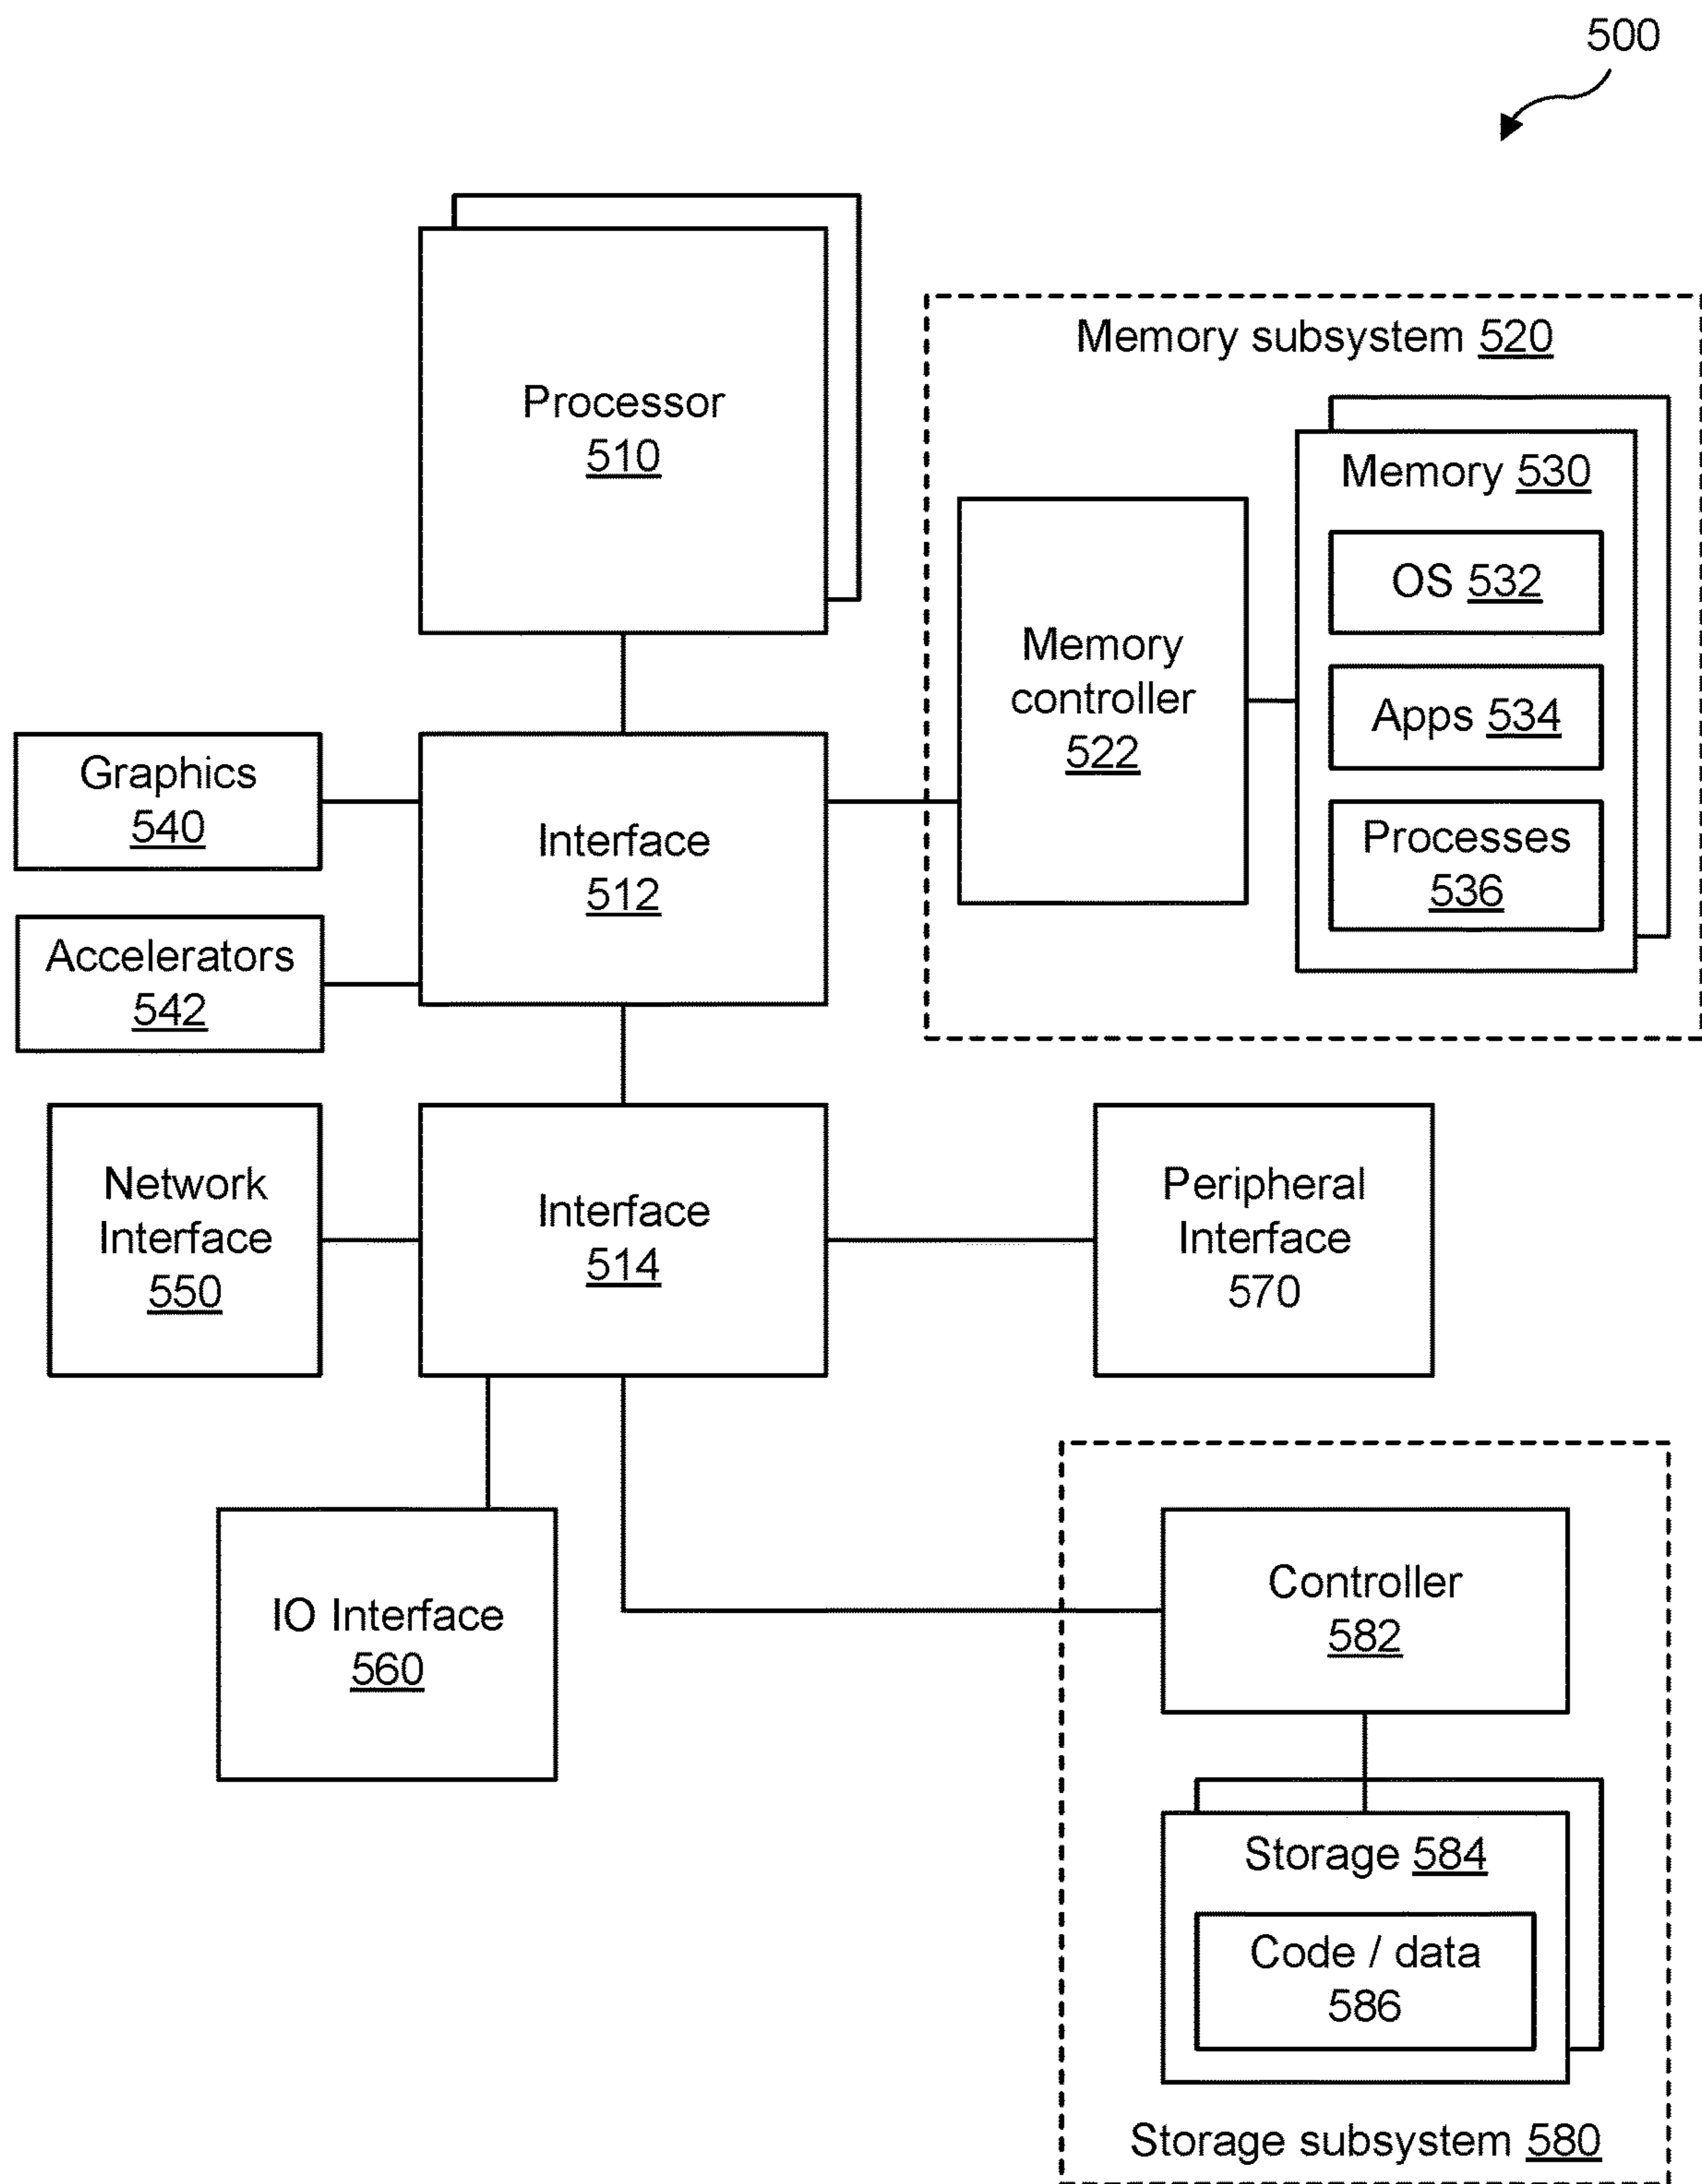 500
Processor
510
Memory subsystem 520
Memory 530
OS 532
Apps 534
Processes
536
Memory
controller
522
Graphics
540
Interface
512
Accelerators
542
Network
Interface
550
Interface
514
Peripheral
Interface
570
IO Interface
560
Controller
582
Storage 584
Code / data
586
Storage subsystem 580